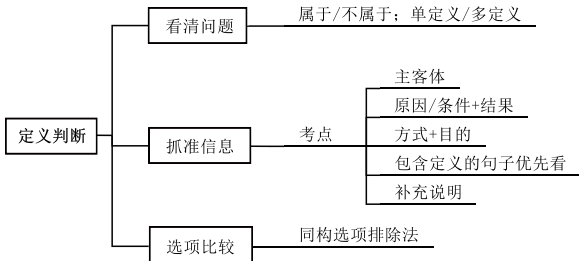 定义判断
看清问题
属于/不属于；单定义/多定义
抓准信息
考点
主客体
原因/条件+结果
方式+目的
包含定义的句子优先看
补充说明
选项比较
同构选项排除法